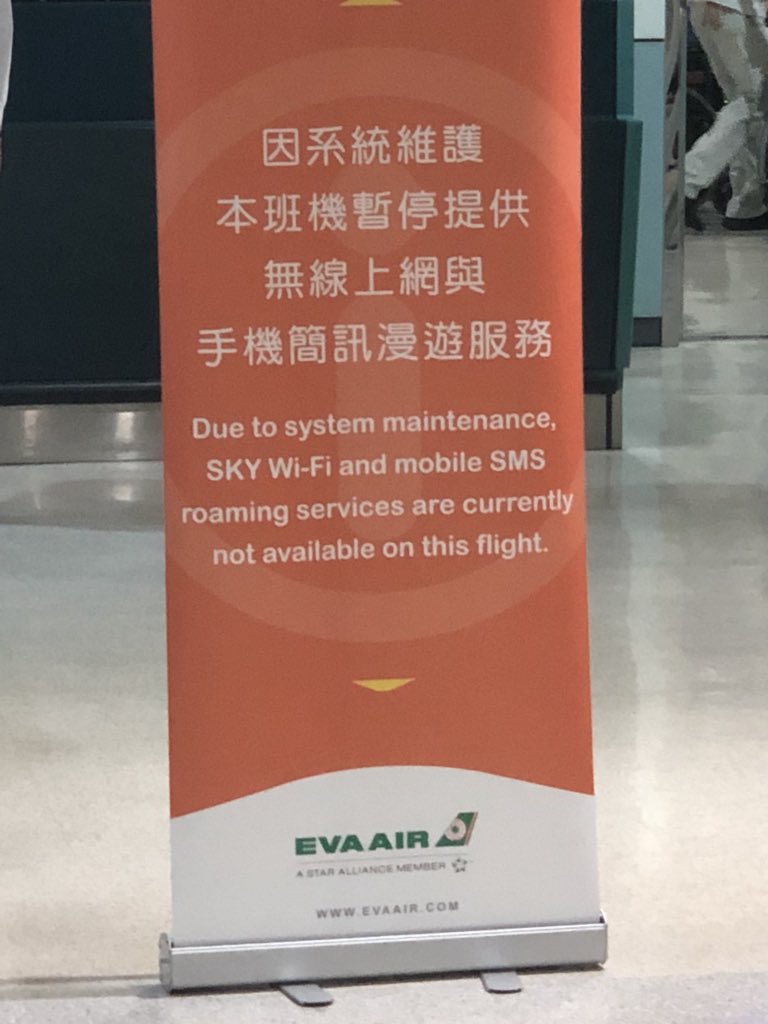 因系統維護
本班機暫停提供
無線上網與
手機簡訊漫遊服務
Due to system maintenance,
SKY Wi-Fi and mobile SMS
roaming services are currently
not available on this flight.
EVA AIR
A STAR ALLIANCE MEMBER
WWW.EVAAIR.COM